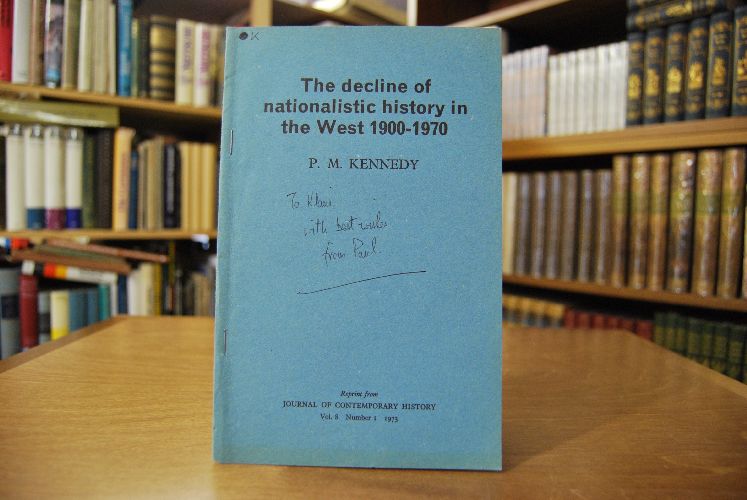 K
The decline of
nationalistic history in
the West 1900-1970
P. M. KENNEDY
To
with best wishes
from Paul.
Reprint from
JOURNAL OF CONTEMPORARY HISTORY
Vol. 8 Number 1 1973